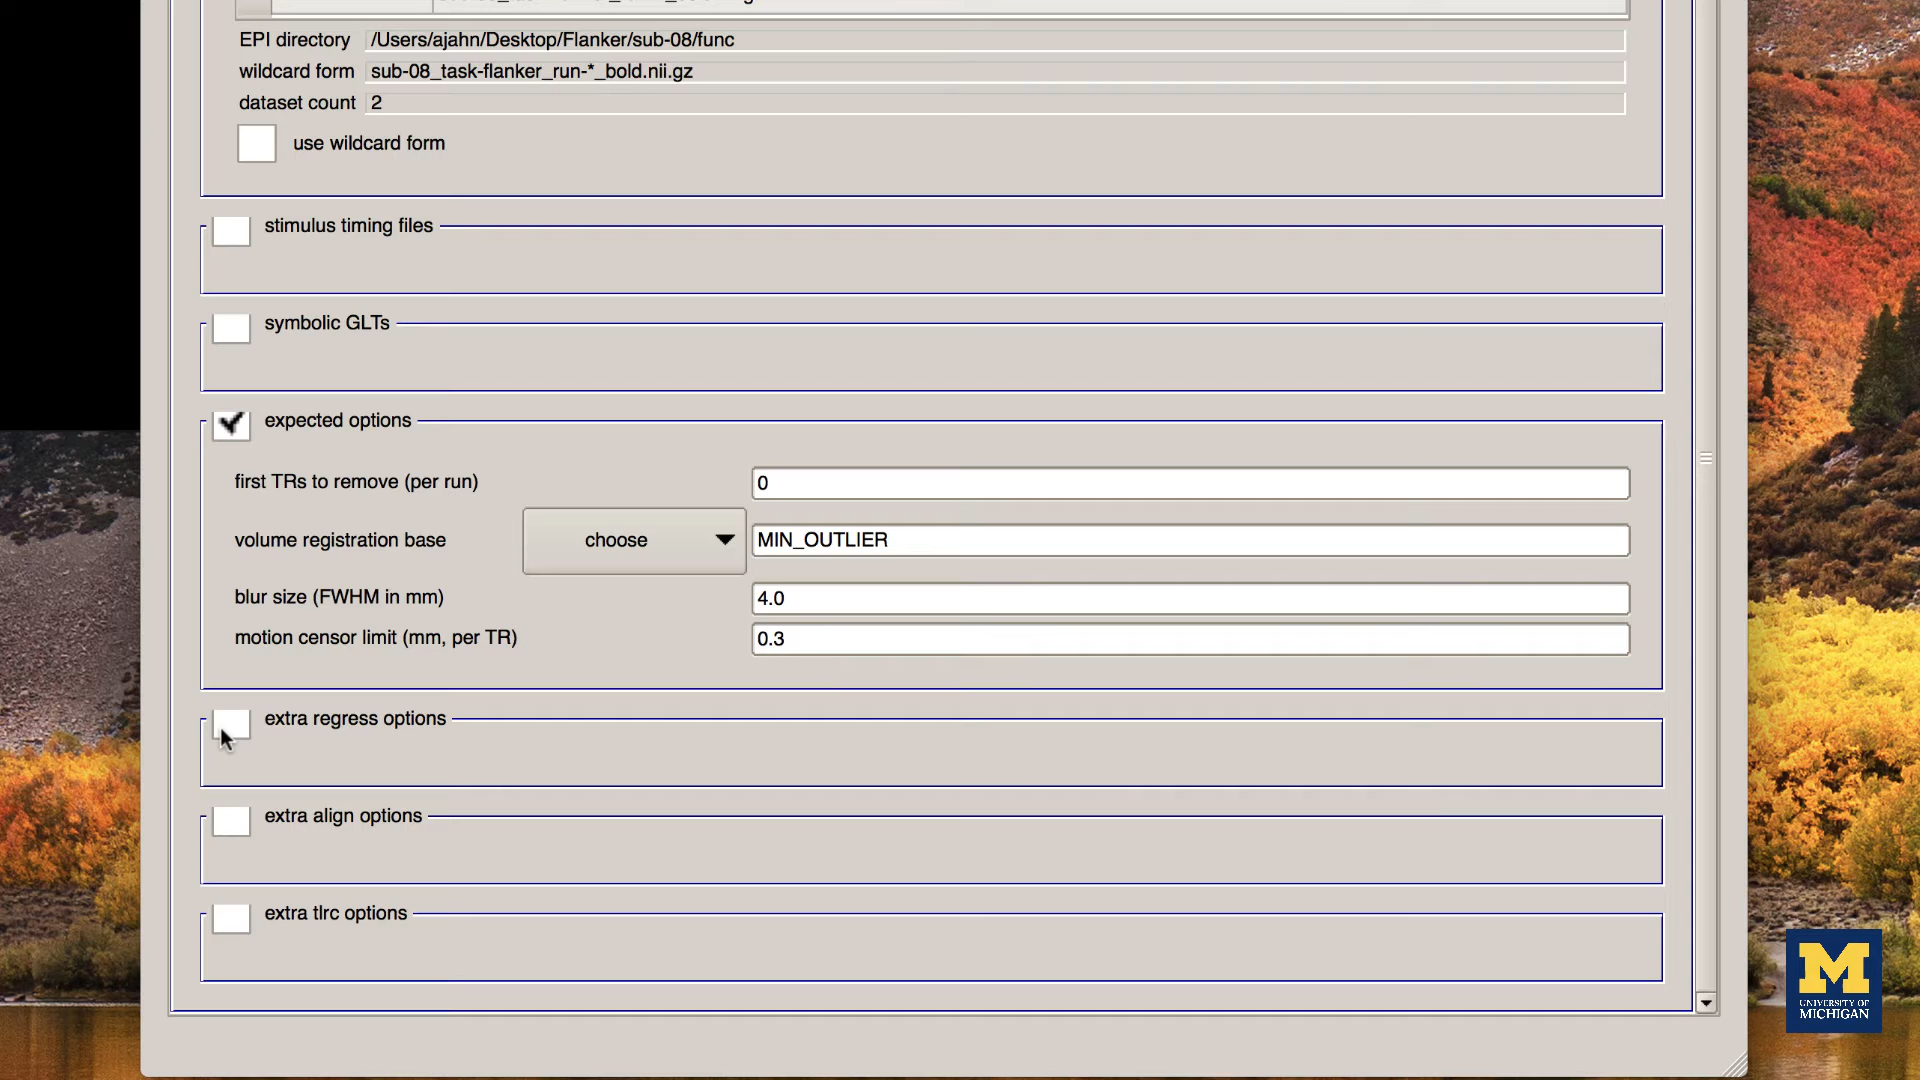 EPI directory /Users/ajahn/Desktop/Flanker/sub-08/func
wildcard form sub-08_task-flanker_run-*_bold.nii.gz
dataset count 2
use wildcard form
stimulus timing files
symbolic GLTs
expected options
first TRs to remove (per run) 0
volume registration base choose MIN_OUTLIER
blur size (FWHM in mm) 4.0
motion censor limit (mm, per TR) 0.3
extra regress options
extra align options
extra tlrc options
M
UNIVERSITY OF
MICHIGAN